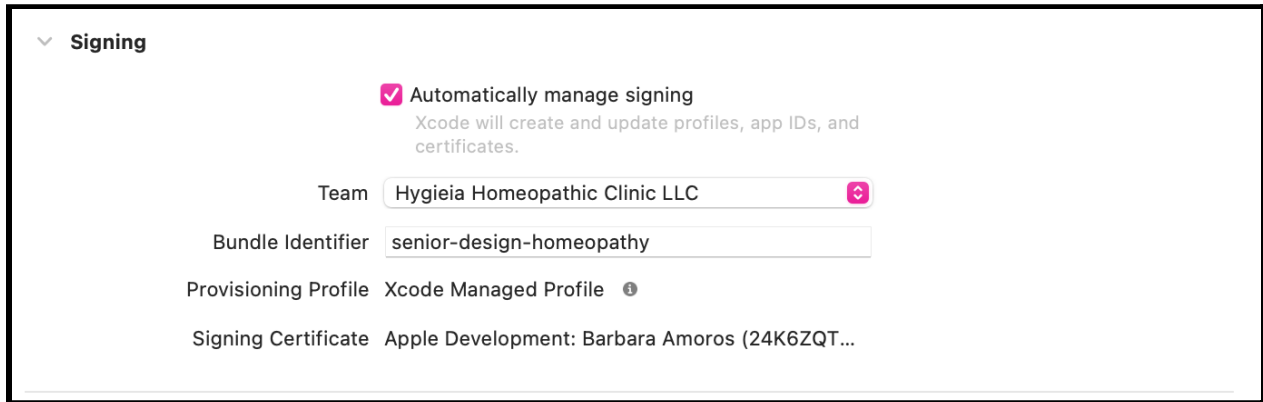 Signing
Automatically manage signing
Xcode will create and update profiles, app IDs, and
certificates.
Team Hygieia Homeopathic Clinic LLC
Bundle Identifier senior-design-homeopathy
Provisioning Profile Xcode Managed Profile
Signing Certificate Apple Development: Barbara Amoros (24K6ZQT...